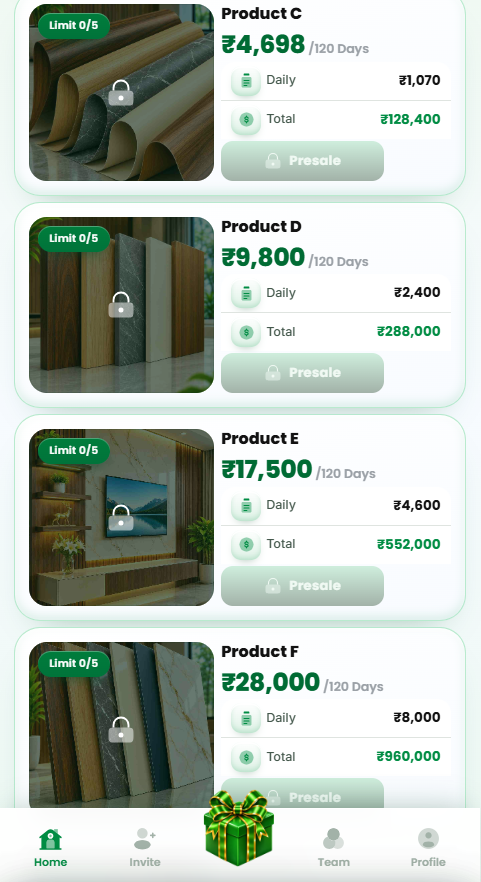 Limit 0/5
Product C
₹4,698 /120 Days
Daily ₹1,070
Total ₹128,400
Presale
Limit 0/5
Product D
₹9,800 /120 Days
Daily ₹2,400
Total ₹288,000
Presale
Limit 0/5
Product E
₹17,500 /120 Days
Daily ₹4,600
Total ₹552,000
Presale
Limit 0/5
Product F
₹28,000 /120 Days
Daily ₹8,000
Total ₹960,000
Presale
Home Invite Team Profile